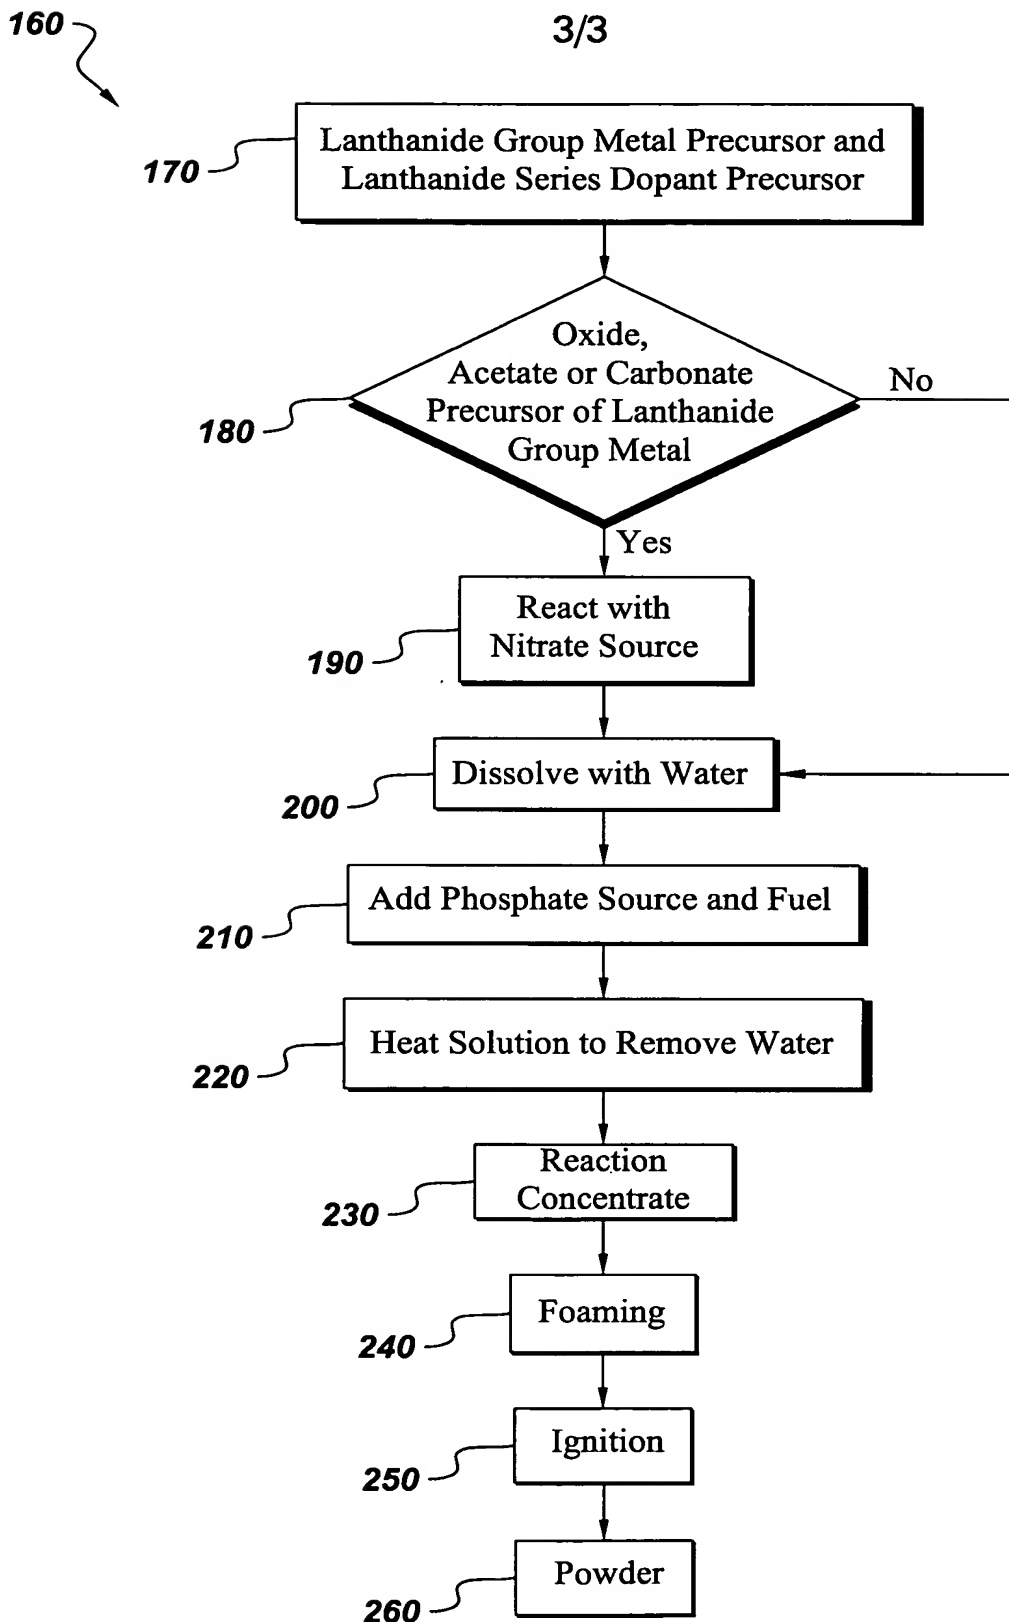 160
3/3
Lanthanide Group Metal Precursor and
Lanthanide Series Dopant Precursor
170
Oxide,
Acetate or Carbonate
Precursor of Lanthanide
Group Metal
No
180
Yes
React with
Nitrate Source
190
Dissolve with Water
200
Add Phosphate Source and Fuel
210
Heat Solution to Remove Water
220
Reaction
Concentrate
230
Foaming
240
Ignition
250
Powder
260